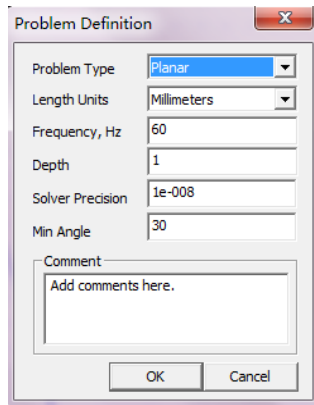 Problem Definition
Problem Type Planar
Length Units Millimeters
Frequency, Hz 60
Depth 1
Solver Precision 1e-008
Min Angle 30
Comment
Add comments here.
OK Cancel